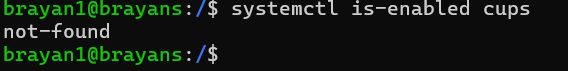 brayan1@brayans:/$ systemctl is-enabled cups
not-found
brayan1@brayans:/$